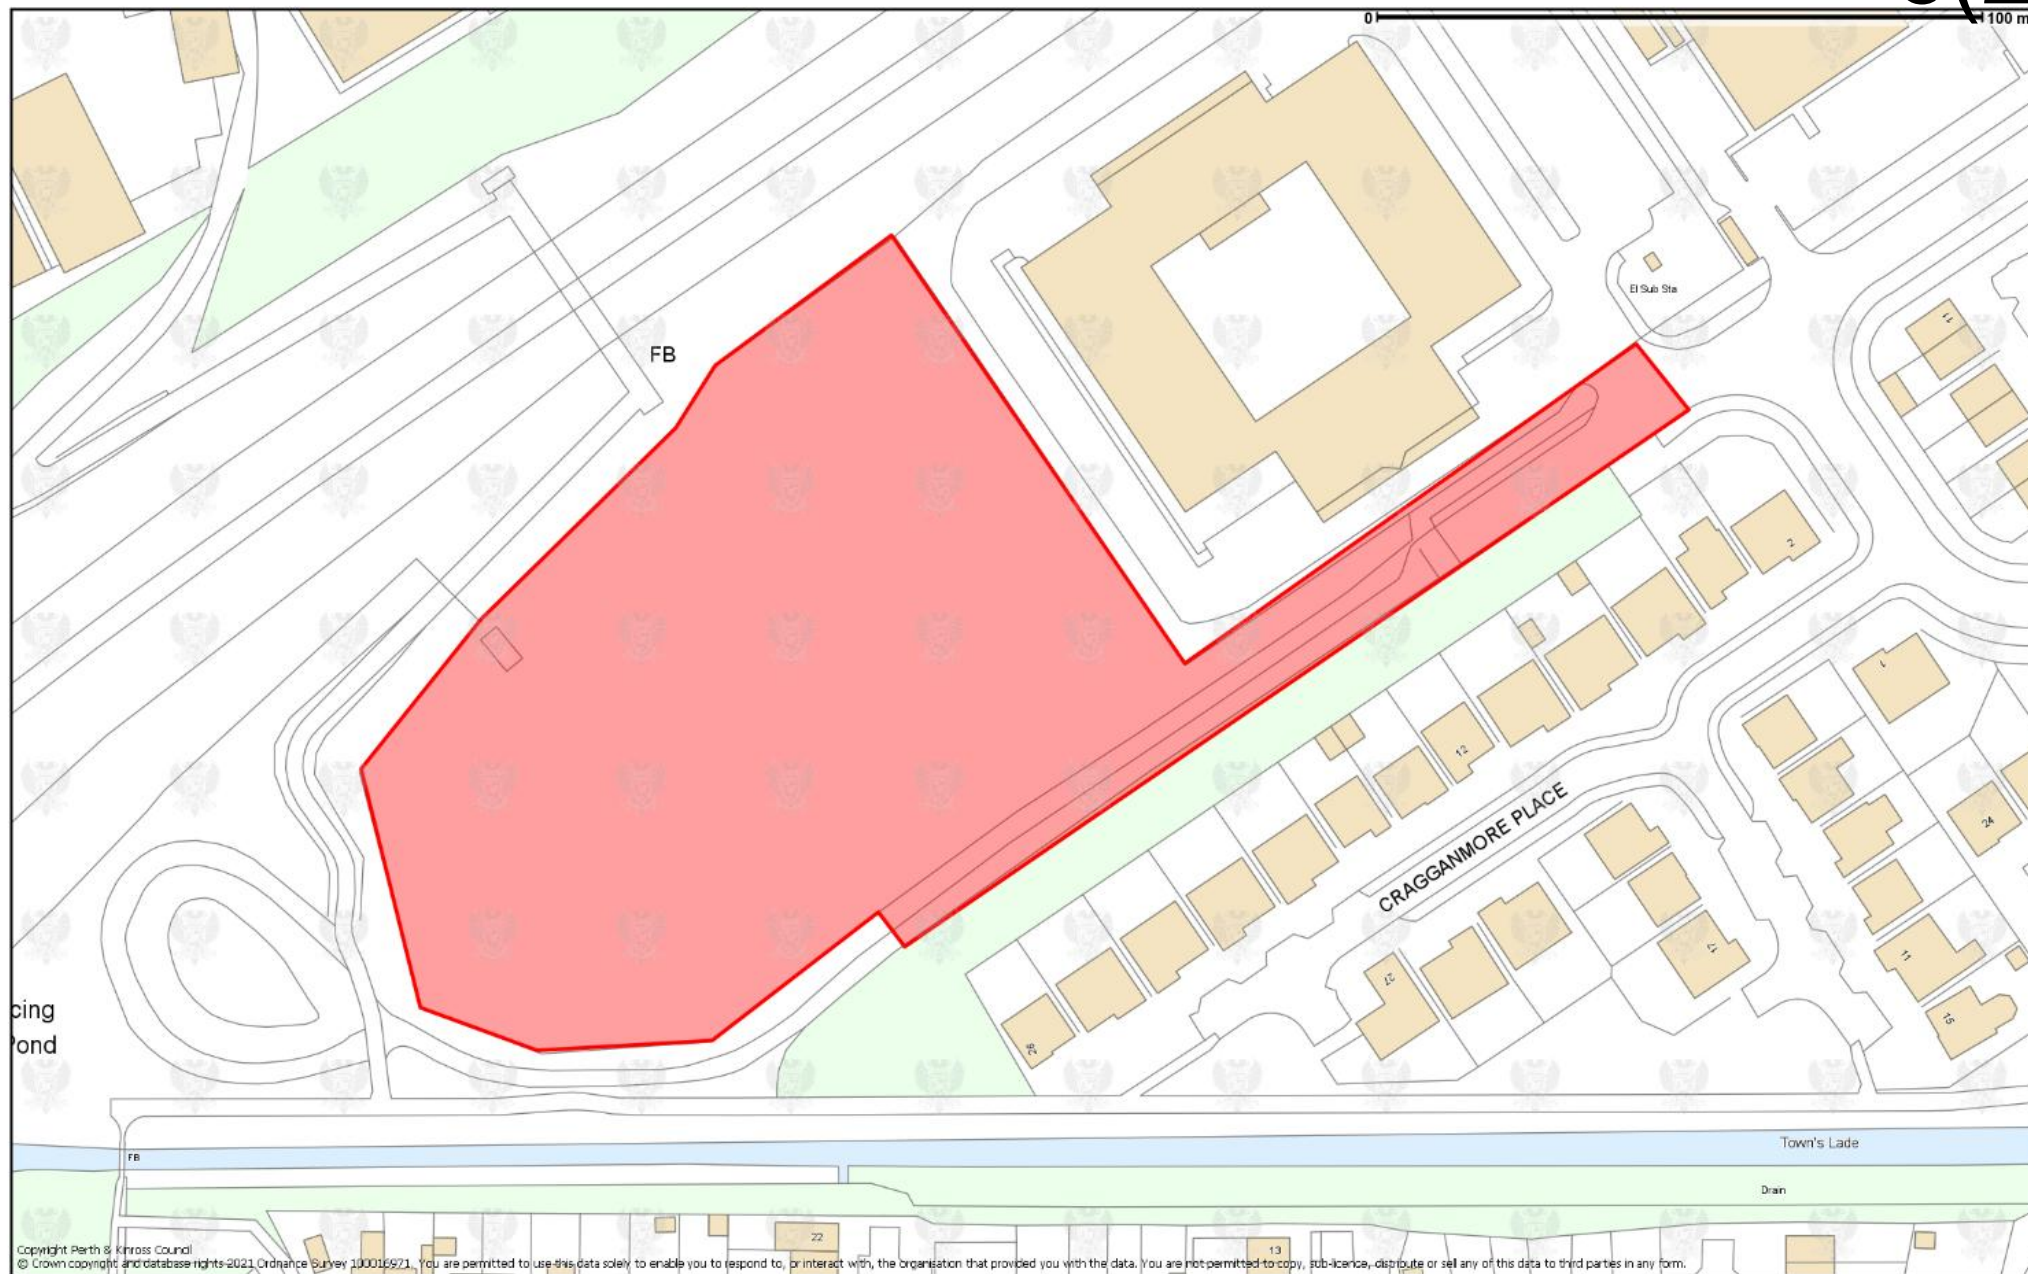 0
100 m
El Sub Sta
11
FB
2
1
12
CRAGGANMORE PLACE
24
17
27
11
15
26
cing
Pond
Town's Lade
FB
Drain
22
13
Copyright Perth & Kinross Council
© Crown copyright and database rights 2021 Ordnance Survey 100016971. You are permitted to use this data solely to enable you to respond to, or interact with, the organisation that provided you with the data. You are not permitted to copy, sub-licence, distribute or sell any of this data to third parties in any form.